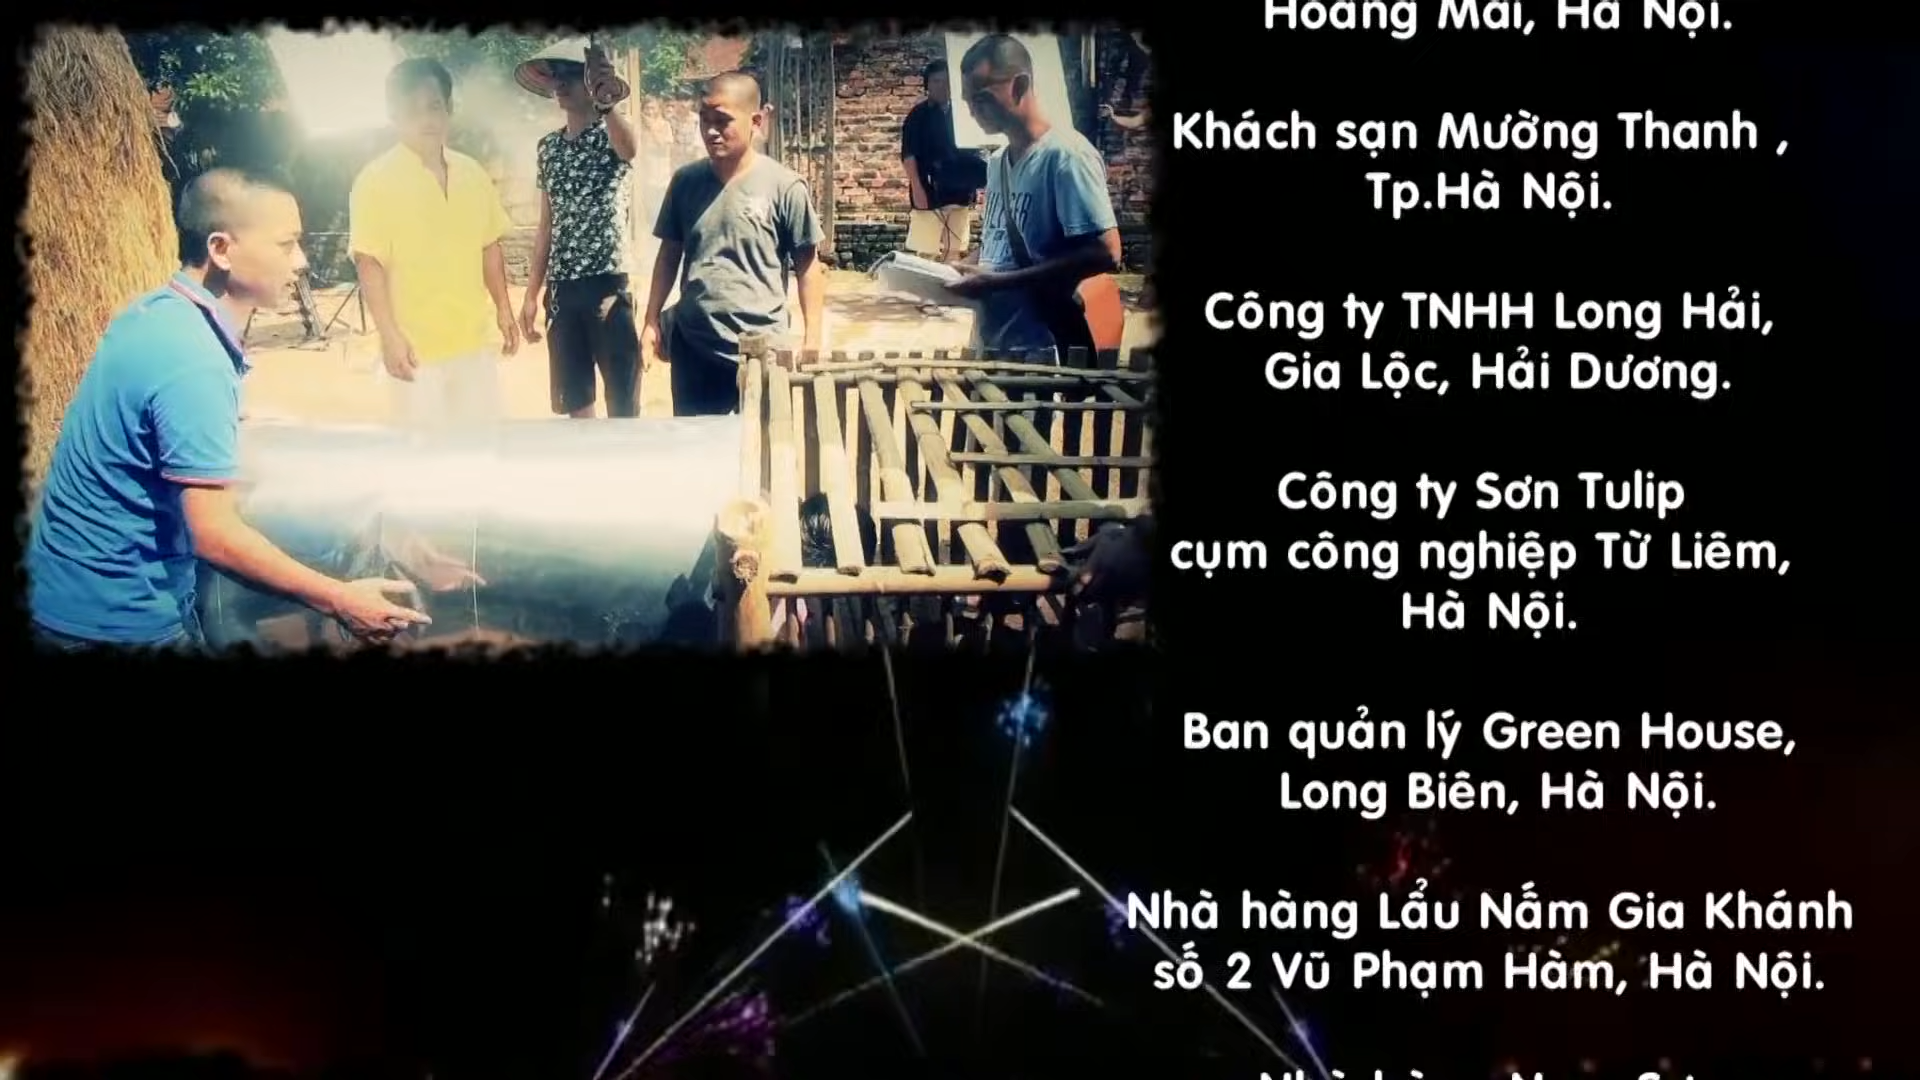 Hoàng Mai, Hà Nội.
Khách sạn Mường Thanh ,
Tp.Hà Nội.
Công ty TNHH Long Hải,
Gia Lộc, Hải Dương.
Công ty Sơn Tulip
cụm công nghiệp Từ Liêm,
Hà Nội.
Ban quản lý Green House,
Long Biên, Hà Nội.
Nhà hàng Lẩu Nấm Gia Khánh
số 2 Vũ Phạm Hàm, Hà Nội.